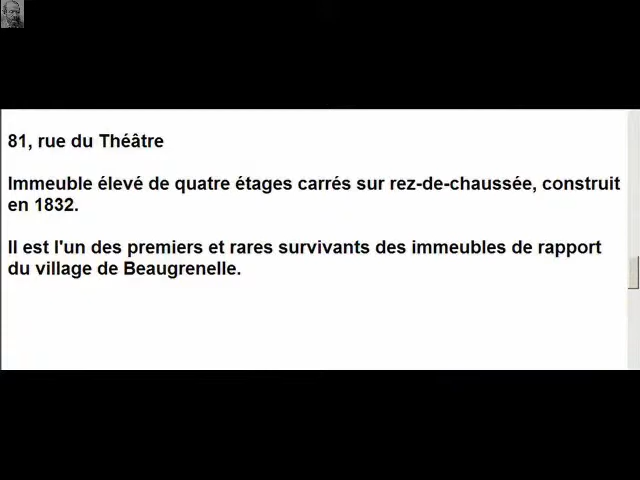 81, rue du Théâtre
Immeuble élevé de quatre étages carrés sur rez-de-chaussée, construit
en 1832.
Il est l'un des premiers et rares survivants des immeubles de rapport
du village de Beaugrenelle.